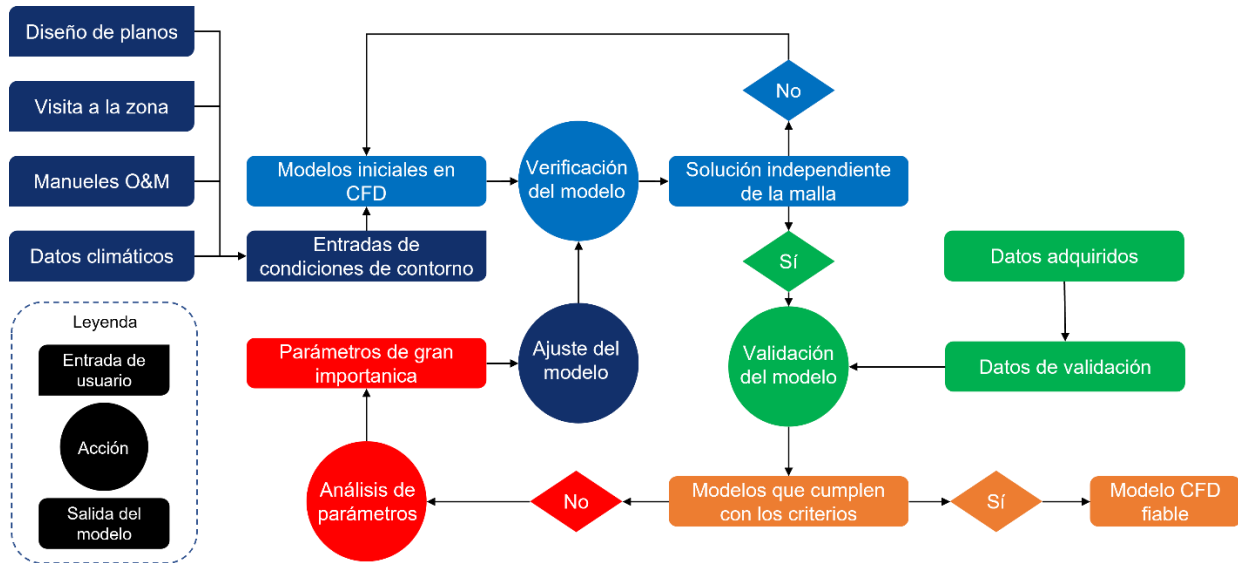 Diseño de planos
Visita a la zona
Manueles O&M
Datos climáticos
Modelos iniciales en
CFD
Entradas de
condiciones de contorno
Verificación
del modelo
No
Solución independiente
de la malla
Sí
Datos adquiridos
Datos de validación
Validación
del modelo
Parámetros de gran
importanica
Ajuste del
modelo
Análisis de
parámetros
No
Modelos que cumplen
con los criterios
Sí
Modelo CFD
fiable
Leyenda
Entrada de
usuario
Acción
Salida del
modelo